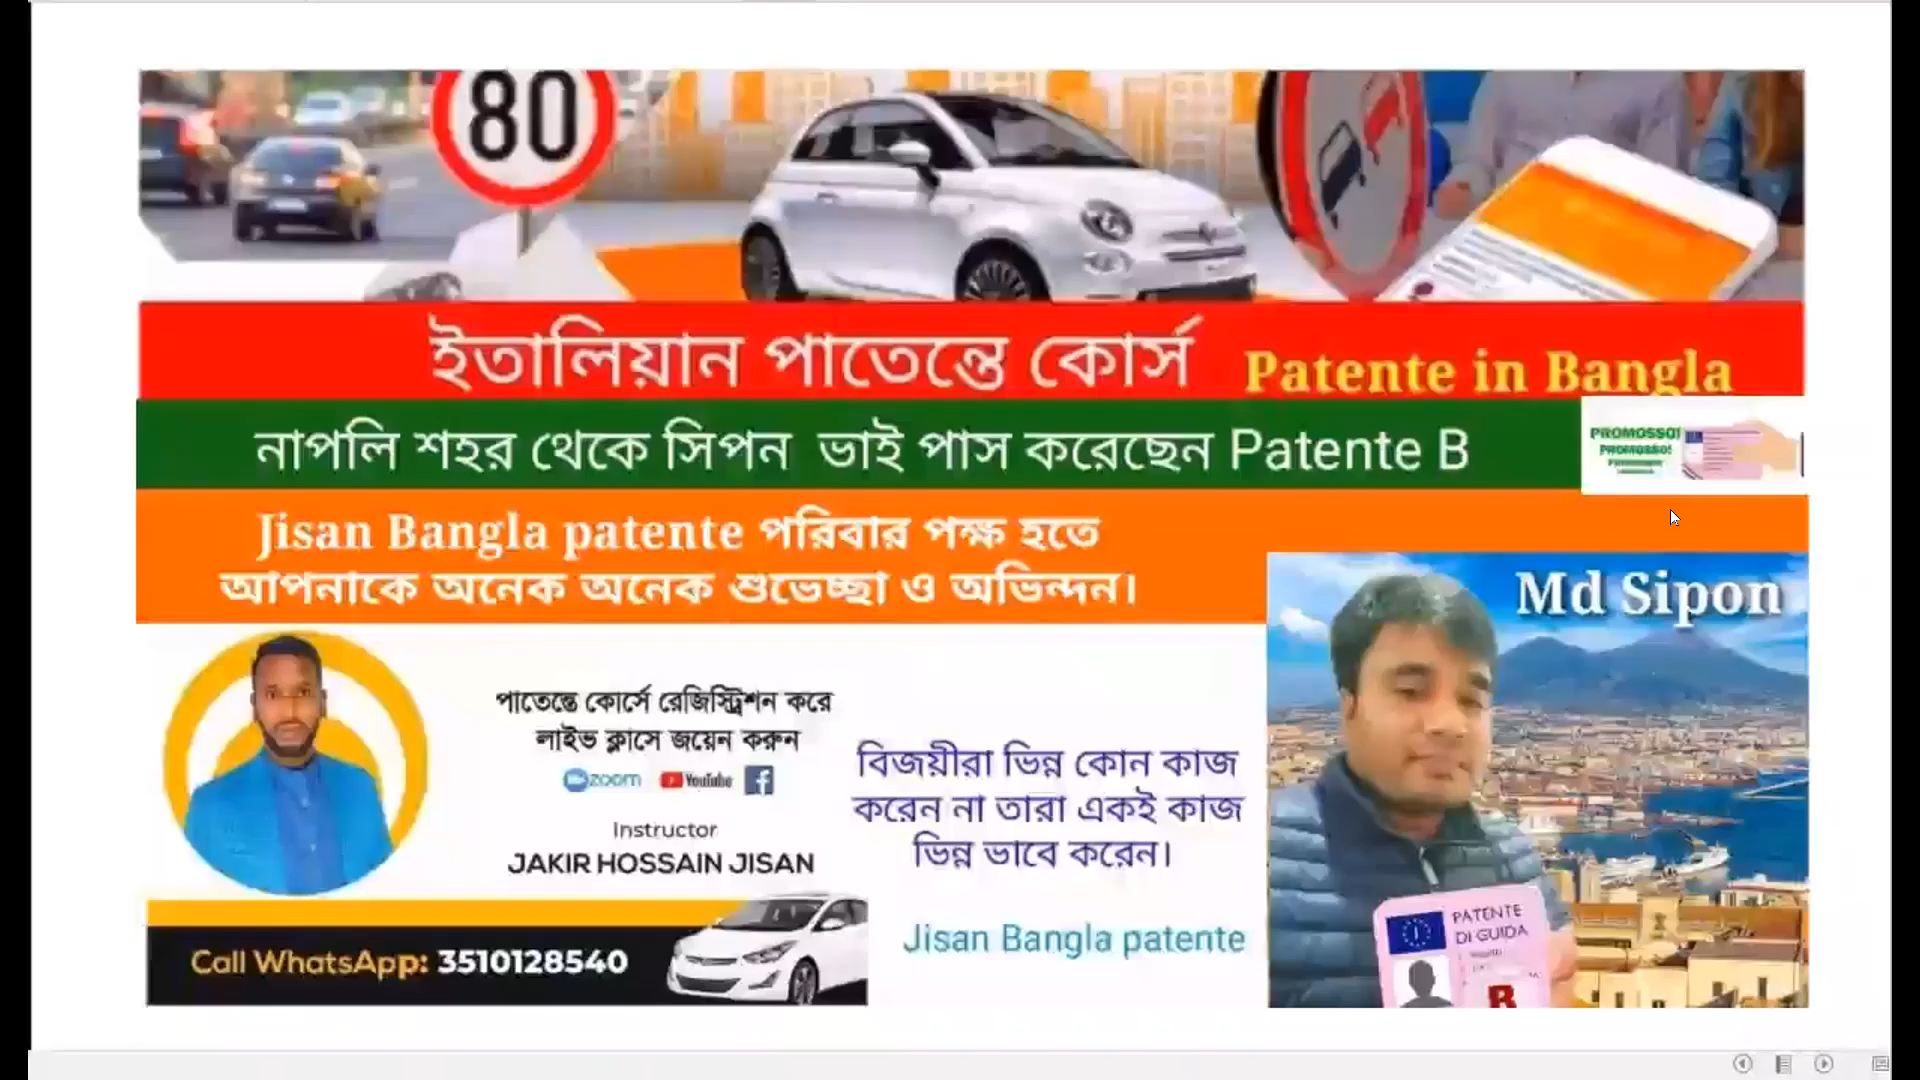 80
ইতালিয়ান পাতেন্তে কোর্স Patente in Bangla
নাপলি শহর থেকে সিপন ভাই পাস করেছেন Patente B
PROMOSSO!
PROMOSSO!
Jisan Bangla patente পরিবার পক্ষ হতে
আপনাকে অনেক অনেক শুভেচ্ছা ও অভিন্দন।
Md Sipon
পাতেন্তে কোর্সে রেজিস্ট্রিশন করে
লাইভ ক্লাসে জয়েন করুন
zoom YouTube
Instructor
JAKIR HOSSAIN JISAN
Call WhatsApp: 3510128540
বিজয়ীরা ভিন্ন কোন কাজ
করেন না তারা একই কাজ
ভিন্ন ভাবে করেন।
Jisan Bangla patente
PATENTE
DI GUIDA
I
B